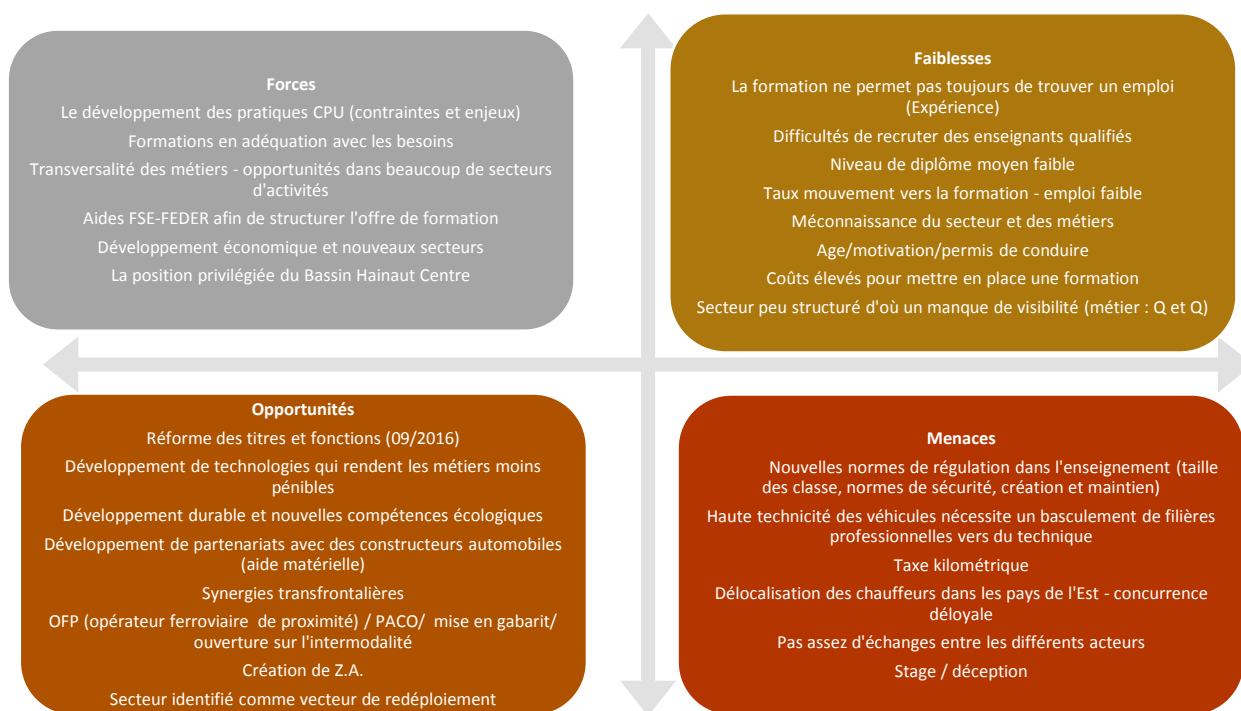 Forces
Le développement des pratiques CPU (contraintes et enjeux)
Formations en adéquation avec les besoins
Transversalité des métiers - opportunités dans beaucoup de secteurs
d'activités
Aides FSE-FEDER afin de structurer l'offre de formation
Développement économique et nouveaux secteurs
La position privilégiée du Bassin Hainaut Centre
Faiblesses
La formation ne permet pas toujours de trouver un emploi
(Expérience)
Difficultés de recruter des enseignants qualifiés
Niveau de diplôme moyen faible
Taux mouvement vers la formation - emploi faible
Méconnaissance du secteur et des métiers
Age/motivation/permis de conduire
Coûts élevés pour mettre en place une formation
Secteur peu structuré d'où un manque de visibilité (métier : Q et Q)
Opportunités
Réforme des titres et fonctions (09/2016)
Développement de technologies qui rendent les métiers moins
pénibles
Développement durable et nouvelles compétences écologiques
Développement de partenariats avec des constructeurs automobiles
(aide matérielle)
Synergies transfrontalières
OFP (opérateur ferroviaire de proximité) / PACO/ mise en gabarit/
ouverture sur l'intermodalité
Création de Z.A.
Secteur identifié comme vecteur de redéploiement
Menaces
Nouvelles normes de régulation dans l'enseignement (taille
des classe, normes de sécurité, création et maintien)
Haute technicité des véhicules nécessite un basculement de filières
professionnelles vers du technique
Taxe kilométrique
Délocalisation des chauffeurs dans les pays de l'Est - concurrence
déloyale
Pas assez d'échanges entre les différents acteurs
Stage / déception